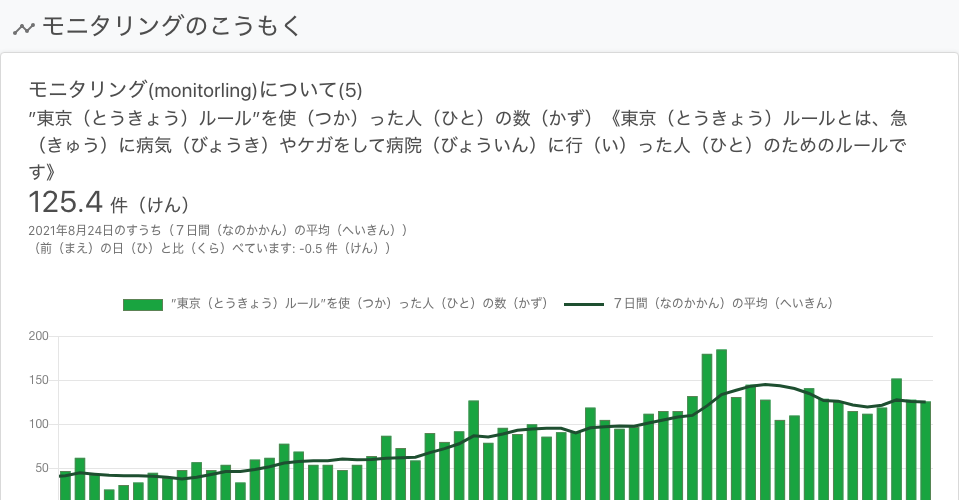 モニタリングのこうもく
モニタリング(monitorling)について(5)
”東京（とうきょう）ルール”を使（つか）った人（ひと）の数（かず）《東京（とうきょう）ルールとは、急
（きゅう）に病気（びょうき）やケガをして病院（びょういん）に行（い）った人（ひと）のためのルールで
す》
125.4 件（けん）
2021年8月24日のすうち（７日間（なのかかん）の平均（へいきん））
（前（まえ）の日（ひ）と比（くら）べています: -0.5 件（けん））
”東京（とうきょう）ルール”を使（つか）った人（ひと）の数（かず） ７日間（なのかかん）の平均（へいきん）
200
150
100
50